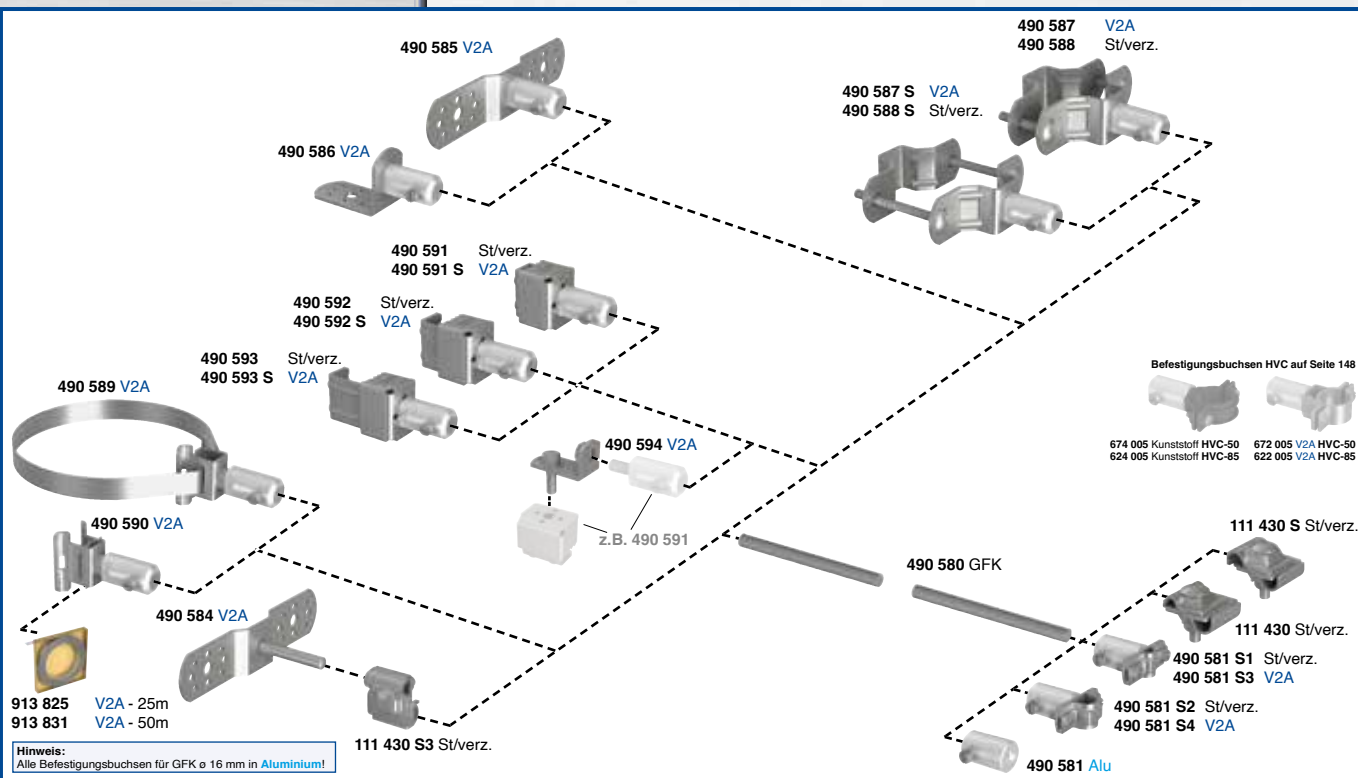 490 585 V2A
490 587 V2A
490 588 St/verz.
490 587 S V2A
490 588 S St/verz.
490 586 V2A
490 591 St/verz.
490 591 S V2A
490 592 St/verz.
490 592 S V2A
490 593 St/verz.
490 593 S V2A
490 589 V2A
Befestigungsbuchsen HVC auf Seite 148
674 005 Kunststoff HVC-50
624 005 Kunststoff HVC-85
672 005 V2A HVC-50
622 005 V2A HVC-85
490 594 V2A
z.B. 490 591
490 590 V2A
490 580 GFK
111 430 S St/verz.
111 430 St/verz.
490 584 V2A
490 581 S1 St/verz.
490 581 S3 V2A
490 581 S2 St/verz.
490 581 S4 V2A
913 825 V2A - 25m
913 831 V2A - 50m
111 430 S3 St/verz.
490 581 Alu
Hinweis:
Alle Befestigungsbuchsen für GFK ø 16 mm in Aluminium!